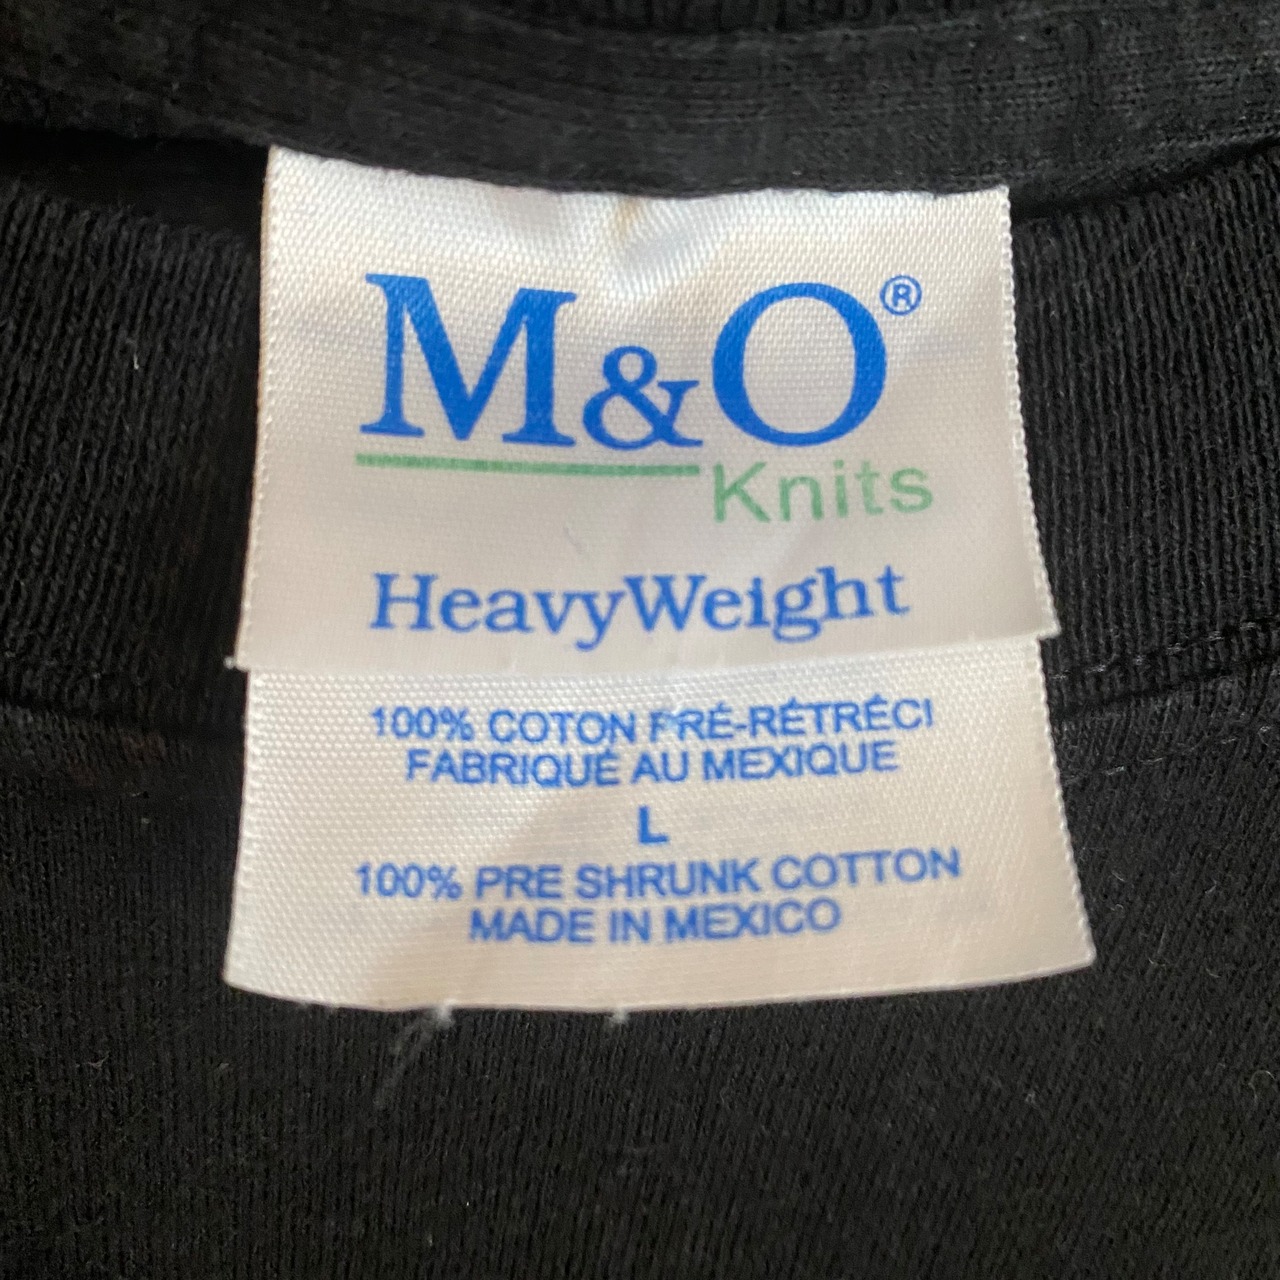 M&O®
Knits
HeavyWeight
100% COTON PRÉ-RÉTRÉCI
FABRIQUÉ AU MEXIQUE
L
100% PRE SHRUNK COTTON
MADE IN MEXICO